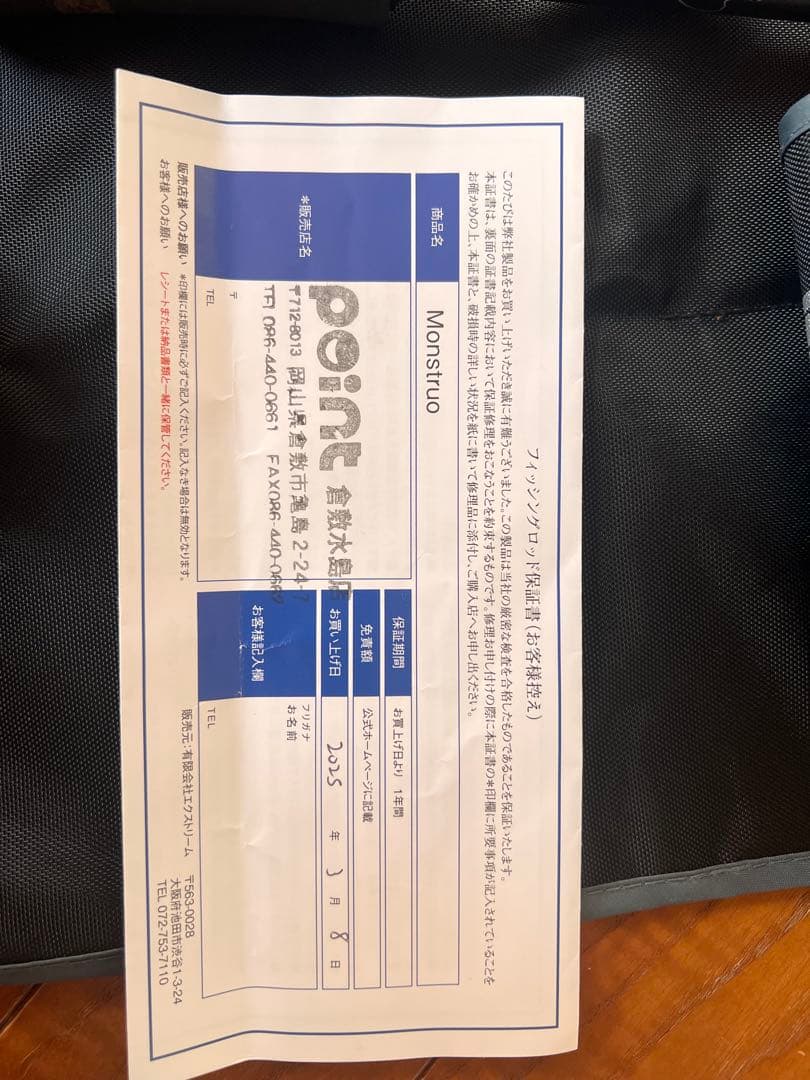 フィッシングロッド保証書(お客様控え)
このたびは弊社製品をお買い上げいただき誠に有難うございました。この製品は当社の厳密な検査を合格したものであることを保証いたします。
本証書は、裏面の証書記載内容において保証修理をおこなうことを約束するものです。修理お申し付けの際に本証書の*印欄に所要事項が記入されていることを
お確かめの上、本証書と、破損時の詳しい状況を紙に書いて修理品に添付し、ご購入店へお申し出ください。
商品名
Monstruo
*販売店名
point 倉敷水島店
〒712-8013 岡山県倉敷市亀島2-24-7
TEL 086-440-0661 FAX086-440-0662
〒
TEL
保証期間
お買上げ日より 1年間
免責額
公式ホームページに記載
お買い上げ日
2025 年 3 月 8 日
お客様記入欄
フリガナ
お名前
TEL
販売店様へのお願い *印欄には販売時に必ずご記入ください。記入なき場合は無効となります。
お客様へのお願い レシートまたは納品書類と一緒に保管してください。
販売元:有限会社エクストリーム 〒563-0028
大阪府池田市渋谷1-3-24
TEL 072-753-7110